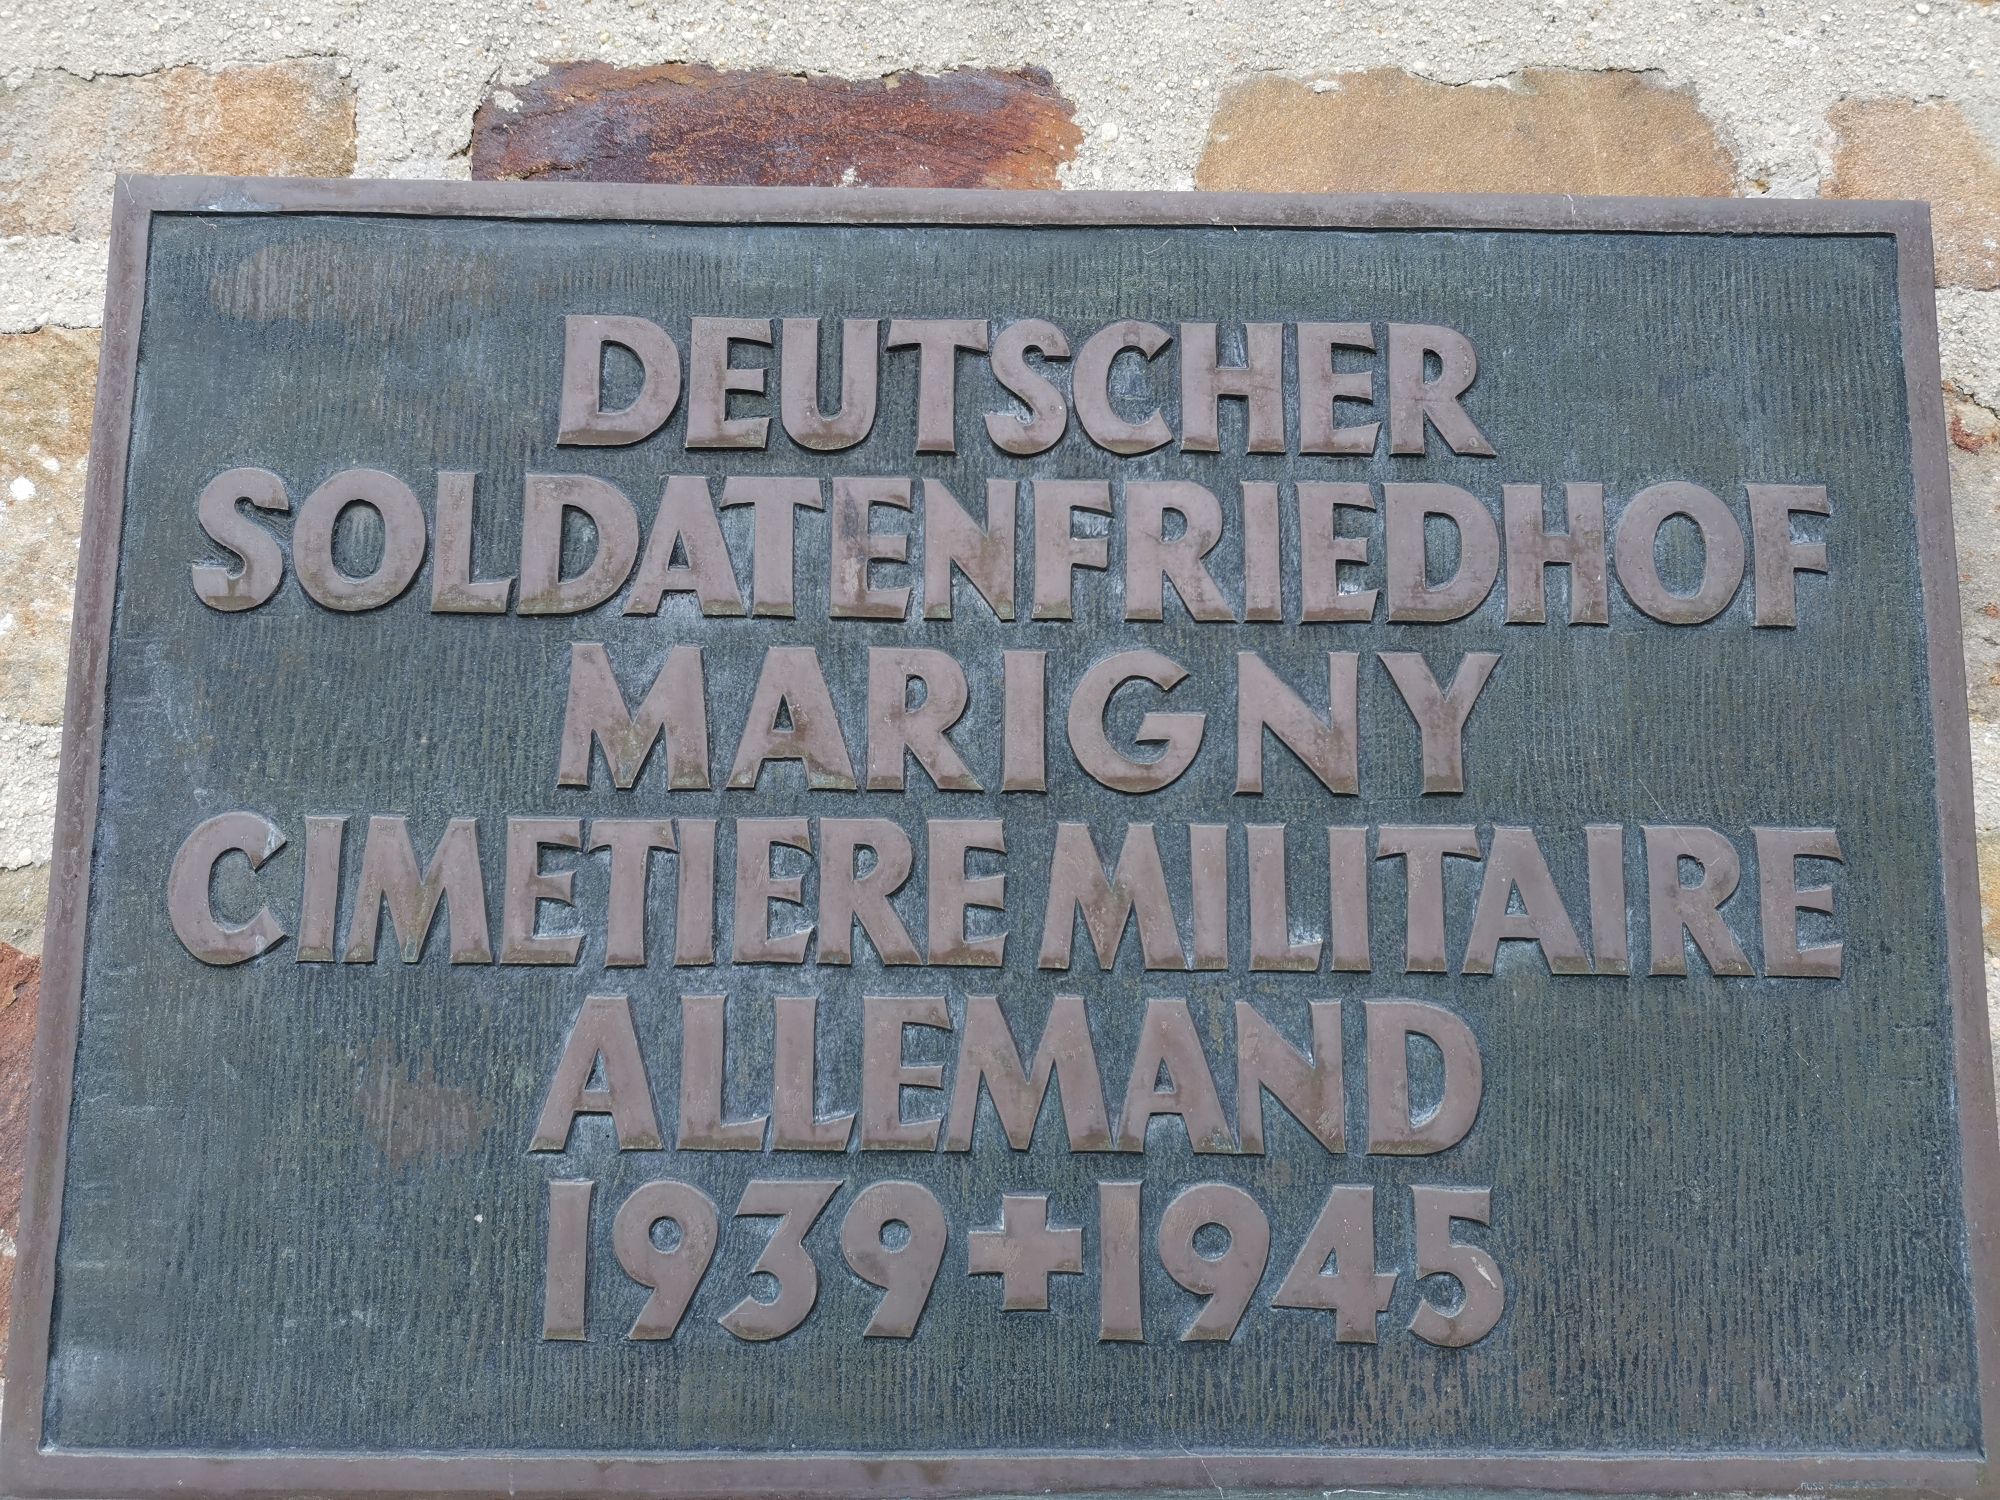 DEUTSCHER
SOLDATENFRIEDHOF
MARIGNY
CIMETIERE MILITAIRE
ALLEMAND
1939+1945